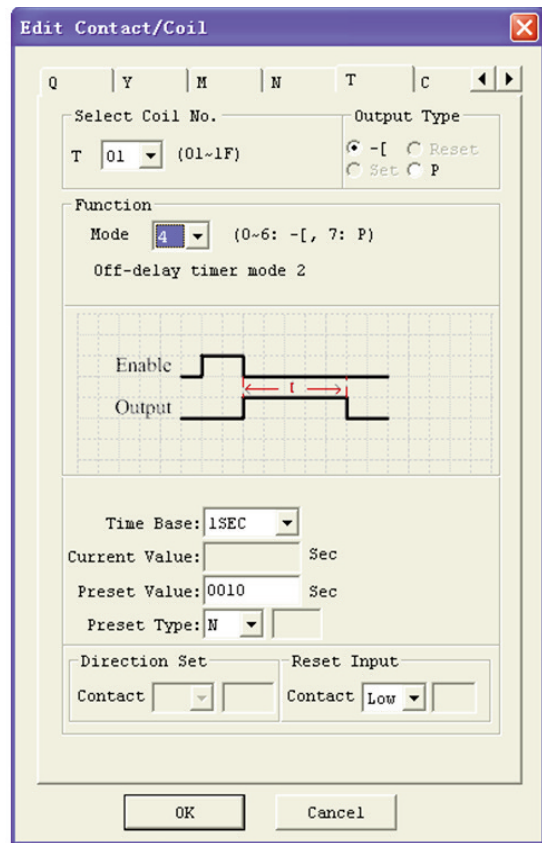 Edit Contact/Coil
Q Y M N T C
Select Coil No. Output Type
T 01 (01~1F) -[ Reset
Set P
Function
Mode 4 (0~6: -[, 7: P)
Off-delay timer mode 2
Enable
t
Output
Time Base: 1SEC
Current Value: Sec
Preset Value: 0010 Sec
Preset Type: N
Direction Set Reset Input
Contact Contact Low
OK Cancel